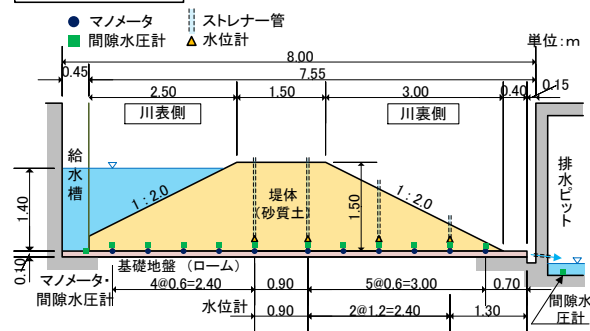 マノメータ
ストレナー管
間隙水圧計
水位計
単位:m
8.00
0.45
7.55
0.15
2.50
1.50
3.00
0.40
川表側
川裏側
給水槽
1:2.0
堤体
(砂質土)
1.50
1:2.0
排水ピット
1.40
0.10
基礎地盤 (ローム)
マノメータ・
間隙水圧計
4@0.6=2.40
0.90
5@0.6=3.00
0.70
水位計
0.90
2@1.2=2.40
1.30
間隙水
圧計